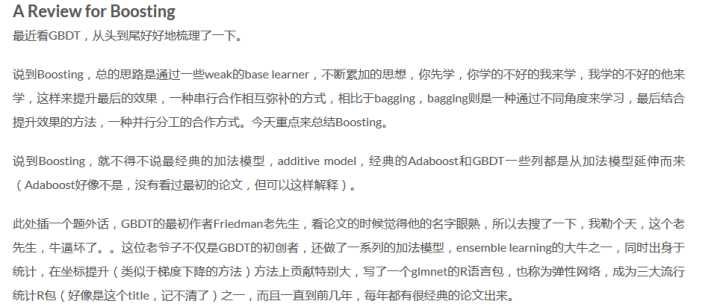 A Review for Boosting
最近看GBDT，从头到尾好好地梳理了一下。
说到Boosting，总的思路是通过一些weak的base learner，不断累加的思想，你先学，你学的不好的我来学，我学的不好的他来
学，这样来提升最后的效果，一种串行合作相互弥补的方式，相比于bagging，bagging则是一种通过不同角度来学习，最后结合
提升效果的方法，一种并行分工的合作方式。今天重点来总结Boosting。
说到Boosting，就不得不说最经典的加法模型，additive model，经典的Adaboost和GBDT一些列都是从加法模型延伸而来
（Adaboost好像不是，没有看过最初的论文，但可以这样解释）。
此处插一个题外话，GBDT的最初作者Friedman老先生，看论文的时候觉得他的名字眼熟，所以去搜了一下，我勒个天，这个老
先生，牛逼坏了。。这位老爷子不仅是GBDT的初创者，还做了一系列的加法模型，ensemble learning的大牛之一，同时出身于
统计，在坐标提升（类似于梯度下降的方法）方法上贡献特别大，写了一个glmnet的R语言包，也称为弹性网络，成为三大流行
统计R包（好像是这个title，记不清了）之一，而且一直到前几年，每年都有很经典的论文出来。